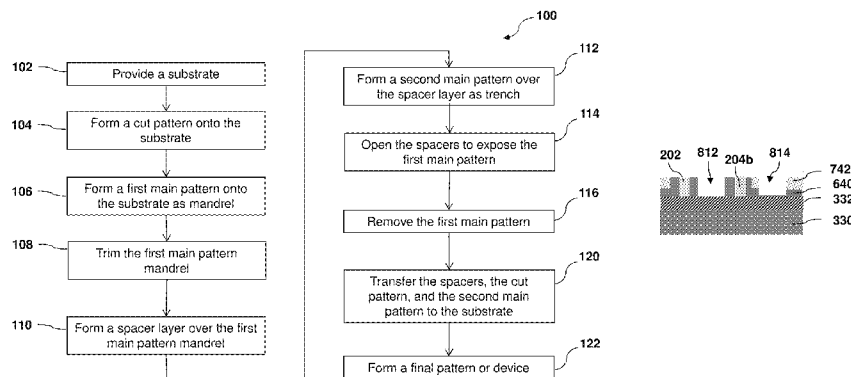 100
102
Provide a substrate
104
Form a cut pattern onto the
substrate
106
Form a first main pattern onto
the substrate as mandrel
108
Trim the first main pattern
mandrel
110
Form a spacer layer over the first
main pattern mandrel
112
Form a second main pattern over
the spacer layer as trench
114
Open the spacers to expose the
first main pattern
116
Remove the first main pattern
120
Transfer the spacers, the cut
pattern, and the second main
pattern to the substrate
122
Form a final pattern or device
202
812
204b
814
742
640
332
330